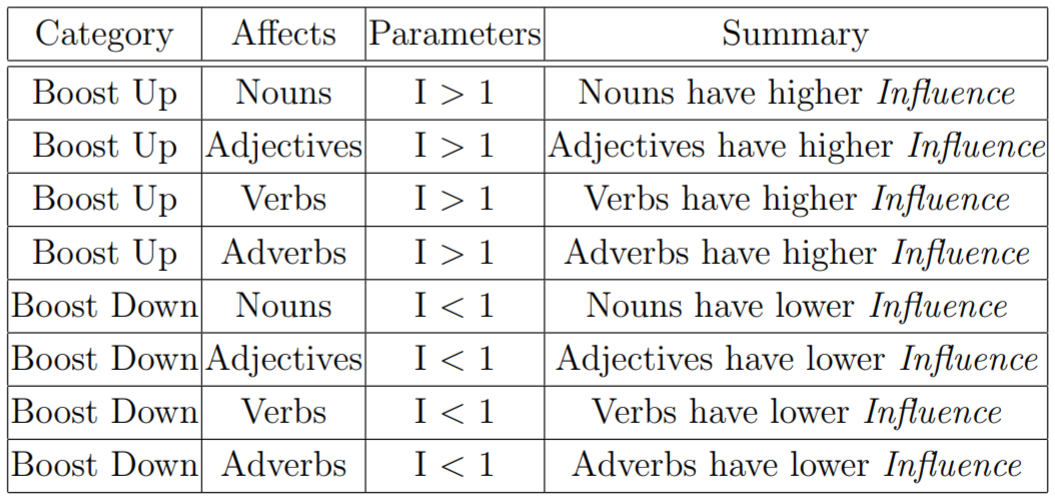 Category Affects Parameters Summary
Boost Up Nouns I > 1 Nouns have higher Influence
Boost Up Adjectives I > 1 Adjectives have higher Influence
Boost Up Verbs I > 1 Verbs have higher Influence
Boost Up Adverbs I > 1 Adverbs have higher Influence
Boost Down Nouns I < 1 Nouns have lower Influence
Boost Down Adjectives I < 1 Adjectives have lower Influence
Boost Down Verbs I < 1 Verbs have lower Influence
Boost Down Adverbs I < 1 Adverbs have lower Influence